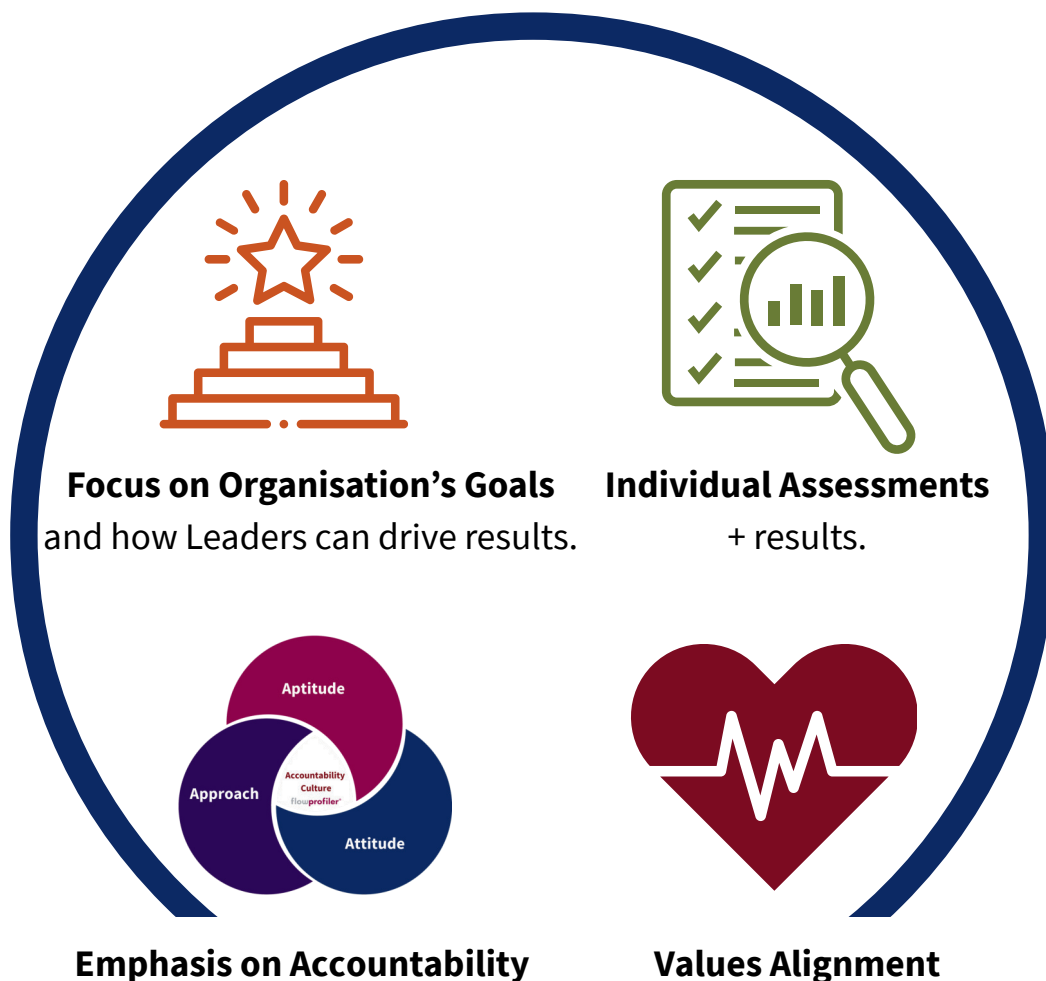 Focus on Organisation's Goals
and how Leaders can drive results.
Individual Assessments
+ results.
Aptitude
Approach
Accountability
Culture
flowprofiler®
Attitude
Emphasis on Accountability
Values Alignment